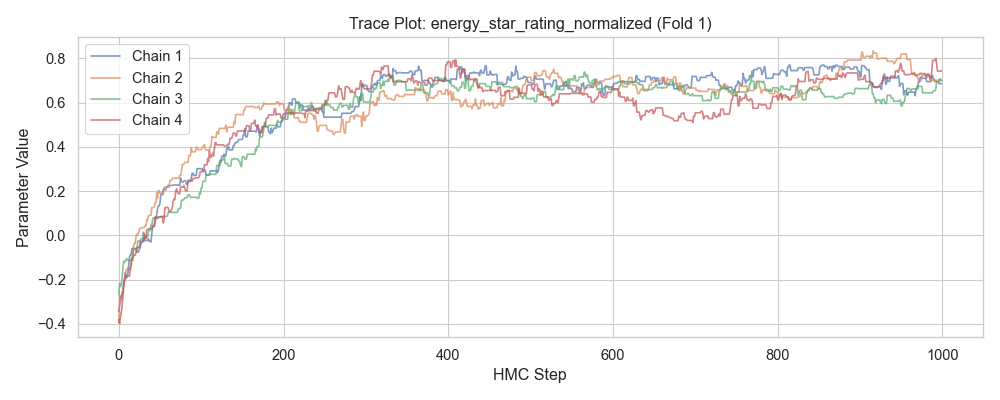 Trace Plot: energy_star_rating_normalized (Fold 1)
Chain 1
Chain 2
Chain 3
Chain 4
Parameter Value
0.8
0.6
0.4
0.2
0.0
−0.2
−0.4
0 200 400 600 800 1000
HMC Step